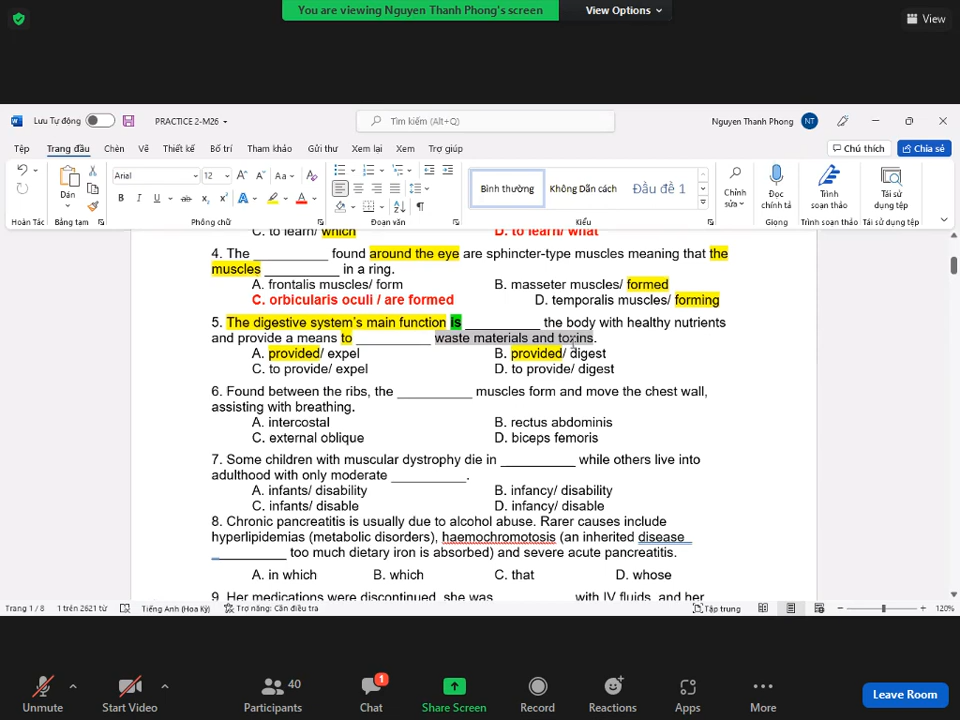 You are viewing Nguyen Thanh Phong's screen
View Options
View
Lưu Tự động
PRACTICE 2-M26
Tìm kiếm (Alt+Q)
Nguyen Thanh Phong
NT
Tệp
Trang đầu
Chèn
Vẽ
Thiết kế
Bố trí
Tham khảo
Gửi thư
Xem lại
Xem
Trợ giúp
Chú thích
Chia sẻ
Dán
Arial
12
Bình thường
Không Dãn cách
Đầu đề 1
Chỉnh sửa
Đọc chính tả
Trình soạn thảo
Tái sử dụng tệp
Hoàn Tác
Bảng tạm
Phông chữ
Đoạn văn
Kiểu
Giọng
Trình soạn thảo
Tái sử dụng tệp
C. to learn/ which D. to learn/ what
4. The __________ found around the eye are sphincter-type muscles meaning that the
muscles __________ in a ring.
A. frontalis muscles/ form B. masseter muscles/ formed
C. orbicularis oculi / are formed D. temporalis muscles/ forming
5. The digestive system's main function is __________ the body with healthy nutrients
and provide a means to __________ waste materials and toxins.
A. provided/ expel B. provided/ digest
C. to provide/ expel D. to provide/ digest
6. Found between the ribs, the __________ muscles form and move the chest wall,
assisting with breathing.
A. intercostal B. rectus abdominis
C. external oblique D. biceps femoris
7. Some children with muscular dystrophy die in __________ while others live into
adulthood with only moderate __________.
A. infants/ disability B. infancy/ disability
C. infants/ disable D. infancy/ disable
8. Chronic pancreatitis is usually due to alcohol abuse. Rarer causes include
hyperlipidemias (metabolic disorders), haemochromotosis (an inherited disease
__________ too much dietary iron is absorbed) and severe acute pancreatitis.
A. in which B. which C. that D. whose
9. Her medications were discontinued, she was __________ with IV fluids, and her
Trang 1 / 8
1 trên 2621 từ
Tiếng Anh (Hoa Kỳ)
Trợ năng: Cần điều tra
Tập trung
120%
Unmute
Start Video
40
Participants
1
Chat
Share Screen
Record
Reactions
Apps
More
Leave Room